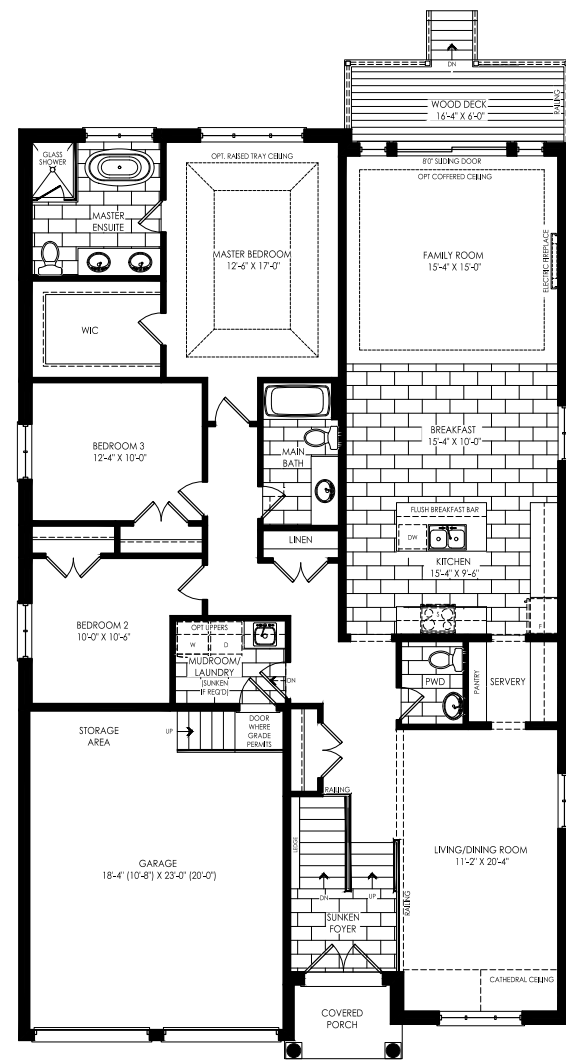 DN
WOOD DECK
16'-4" X 6'-0"
RAILING
GLASS
SHOWER
OPT. RAISED TRAY CEILING
8'0" SLIDING DOOR
OPT COFFERED CEILING
MASTER
ENSUITE
MASTER BEDROOM
12'-6" X 17'-0"
FAMILY ROOM
15'-4" X 15'-0"
ELECTRIC FIREPLACE
WIC
BEDROOM 3
12'-4" X 10'-0"
MAIN
BATH
BREAKFAST
15'-4" X 10'-0"
FLUSH BREAKFAST BAR
DW
LINEN
KITCHEN
15'-4" X 9'-6"
S
F
BEDROOM 2
10'-0" X 10'-6"
OPT UPPERS
W
D
MUDROOM/
LAUNDRY
(SUNKEN
IF REQ'D)
DN
PWD
PANTRY
SERVERY
STORAGE
AREA
UP
DOOR
WHERE
GRADE
PERMITS
RAILING
LEDGE
GARAGE
18'-4" (10'-8") X 23'-0" (20'-0")
LIVING/DINING ROOM
11'-2" X 20'-4"
DN
UP
RAILING
SUNKEN
FOYER
CATHEDRAL CEILING
COVERED
PORCH